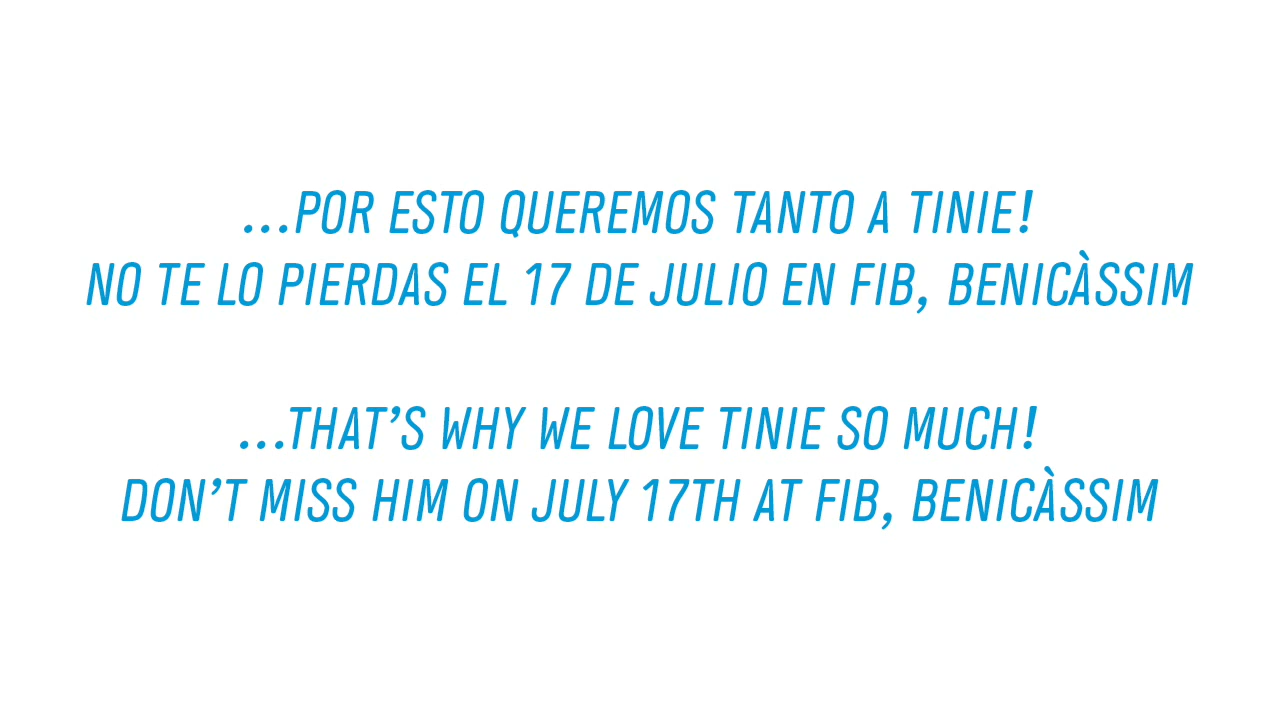 ...POR ESTO QUEREMOS TANTO A TINIE!
NO TE LO PIERDAS EL 17 DE JULIO EN FIB, BENICÀSSIM
...THAT’S WHY WE LOVE TINIE SO MUCH!
DON’T MISS HIM ON JULY 17TH AT FIB, BENICÀSSIM